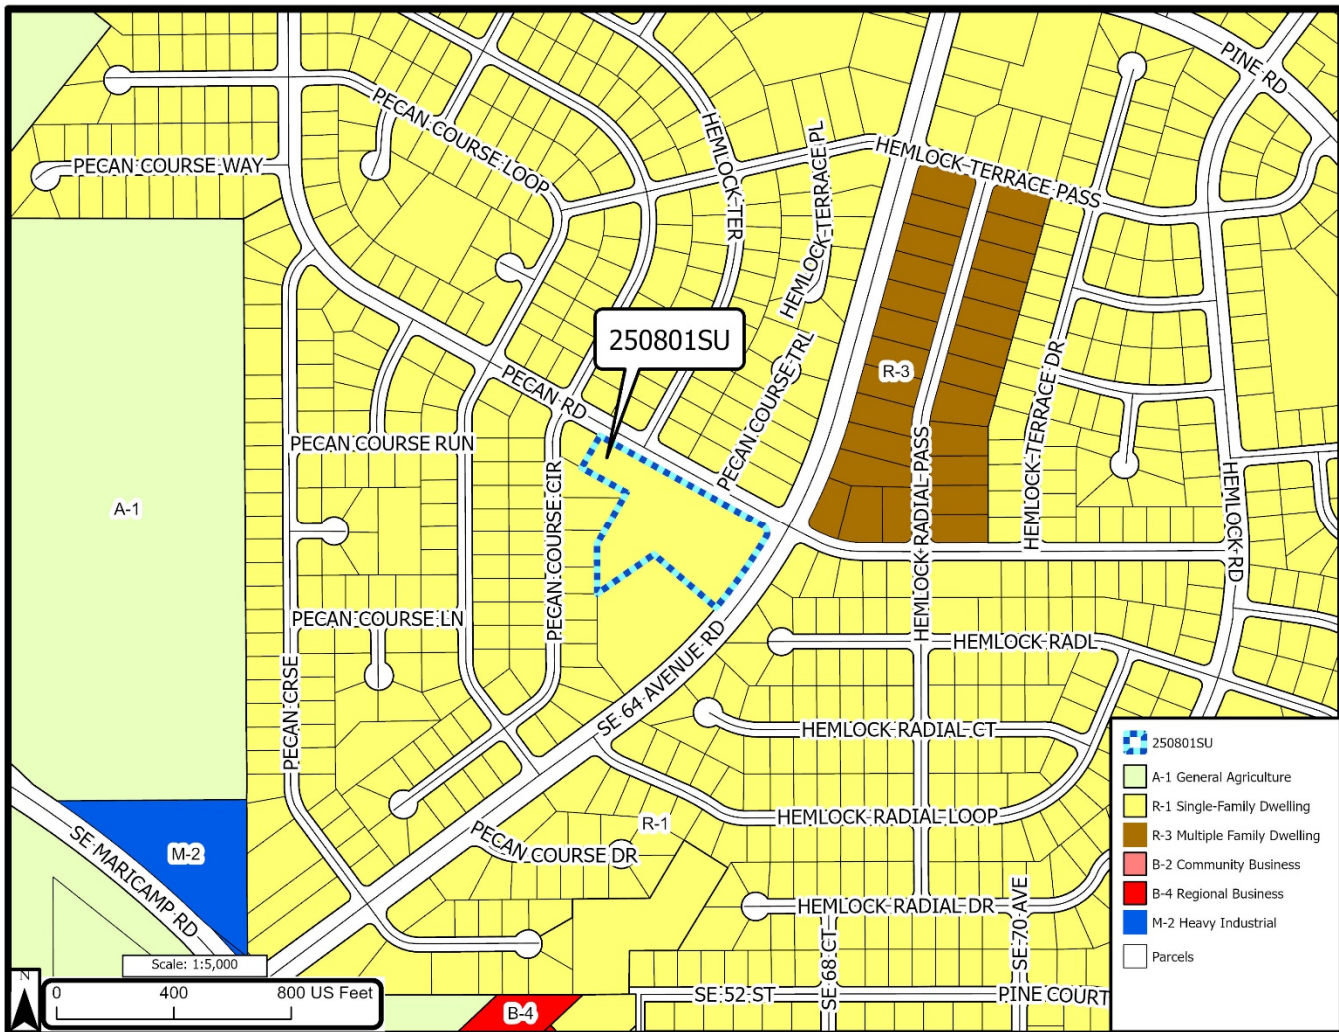 PINE RD
PECAN COURSE LOOP
HEMLOCK TER
HEMLOCK TERRACE PL
HEMLOCK TERRACE PASS
PECAN COURSE WAY
250801SU
PECAN RD
PECAN COURSE TRL
R-3
HEMLOCK TERRACE DR
PECAN COURSE RUN
PECAN COURSE CIR
HEMLOCK RADIAL PASS
HEMLOCK RD
A-1
PECAN COURSE LN
PECAN CRSE
SE 64 AVENUE RD
HEMLOCK RADL
HEMLOCK RADIAL CT
HEMLOCK RADIAL LOOP
R-1
PECAN COURSE DR
M-2
SE MARICAMP RD
HEMLOCK RADIAL DR
SE 68 CT
SE 70 AVE
SE 52 ST
PINE COURT
B-4
250801SU
A-1 General Agriculture
R-1 Single-Family Dwelling
R-3 Multiple Family Dwelling
B-2 Community Business
B-4 Regional Business
M-2 Heavy Industrial
Parcels
Scale: 1:5,000
N
0 400 800 US Feet